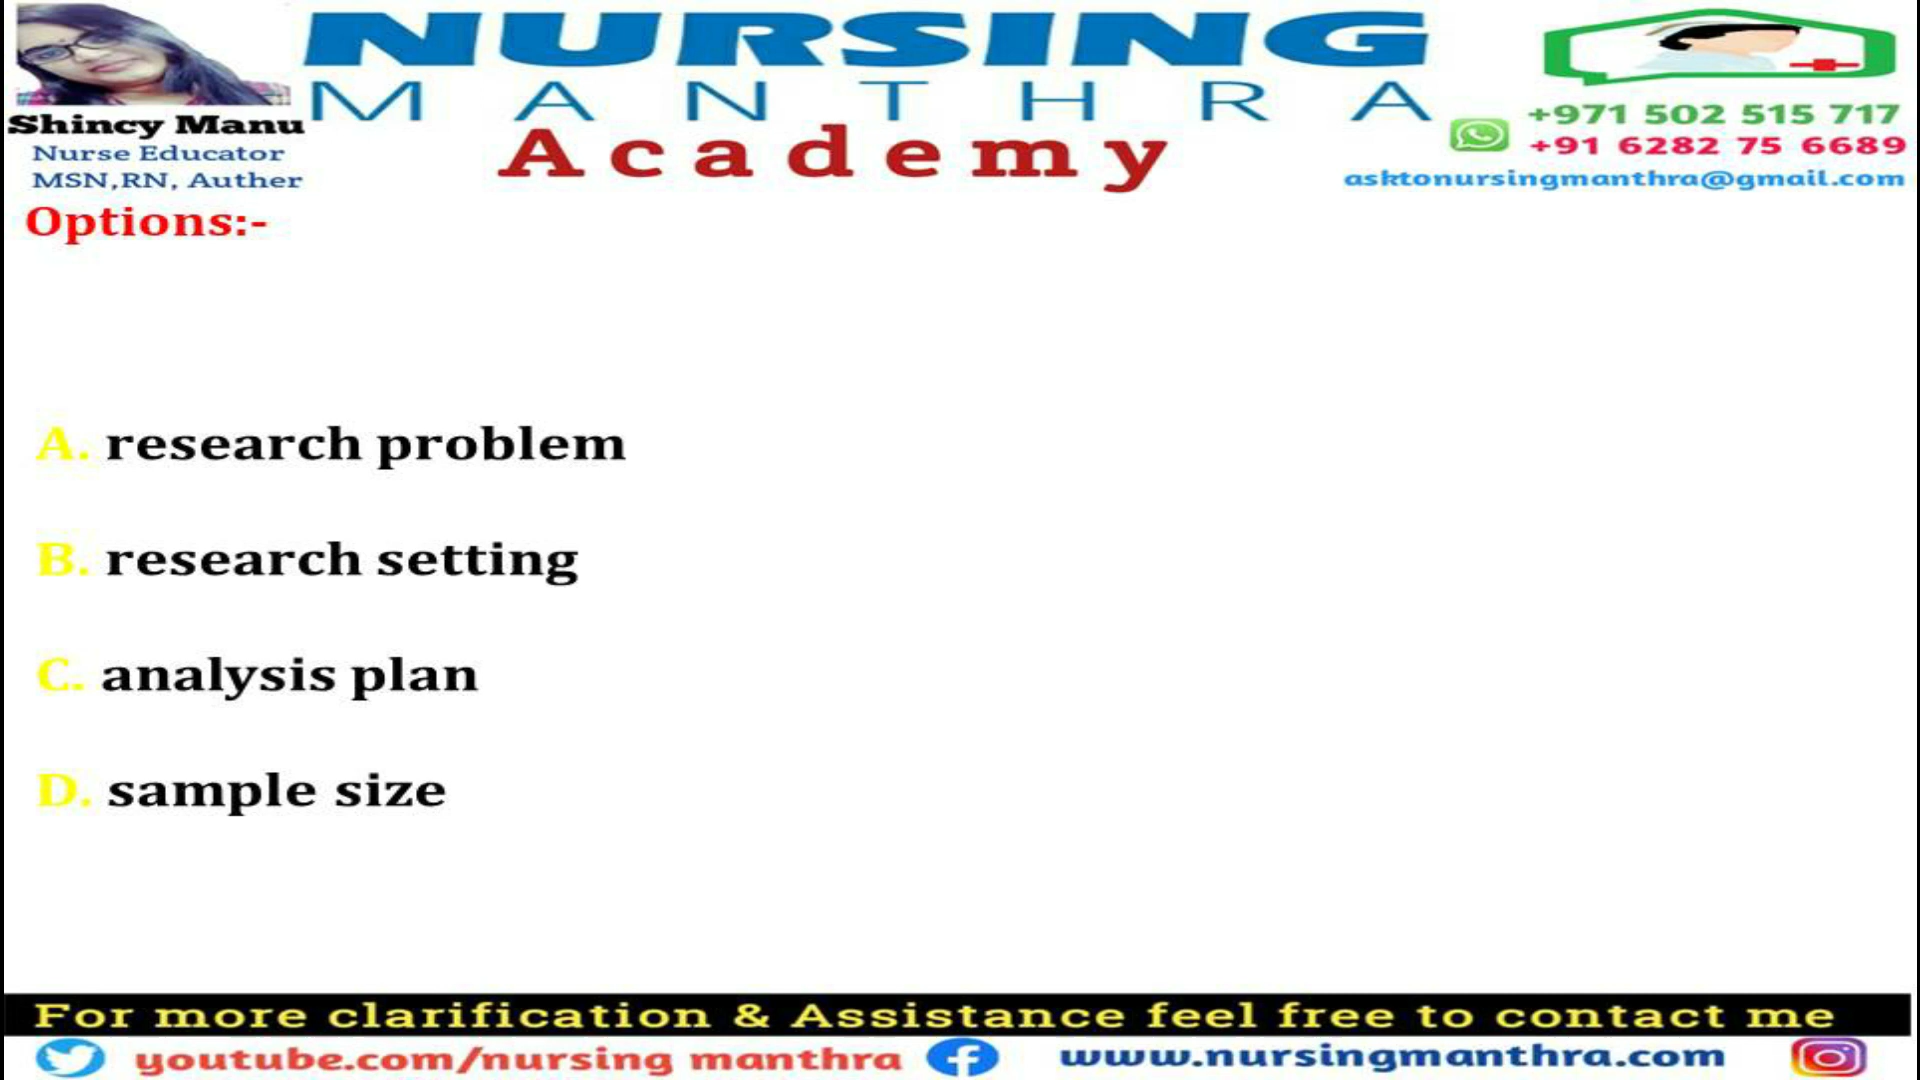 NURSING
MANTHRA
Academy
Shincy Manu
Nurse Educator
MSN,RN, Auther
+971 502 515 717
+91 6282 75 6689
asktonursingmanthra@gmail.com
Options:-
A. research problem
B. research setting
C. analysis plan
D. sample size
For more clarification & Assistance feel free to contact me
youtube.com/nursing manthra
www.nursingmanthra.com